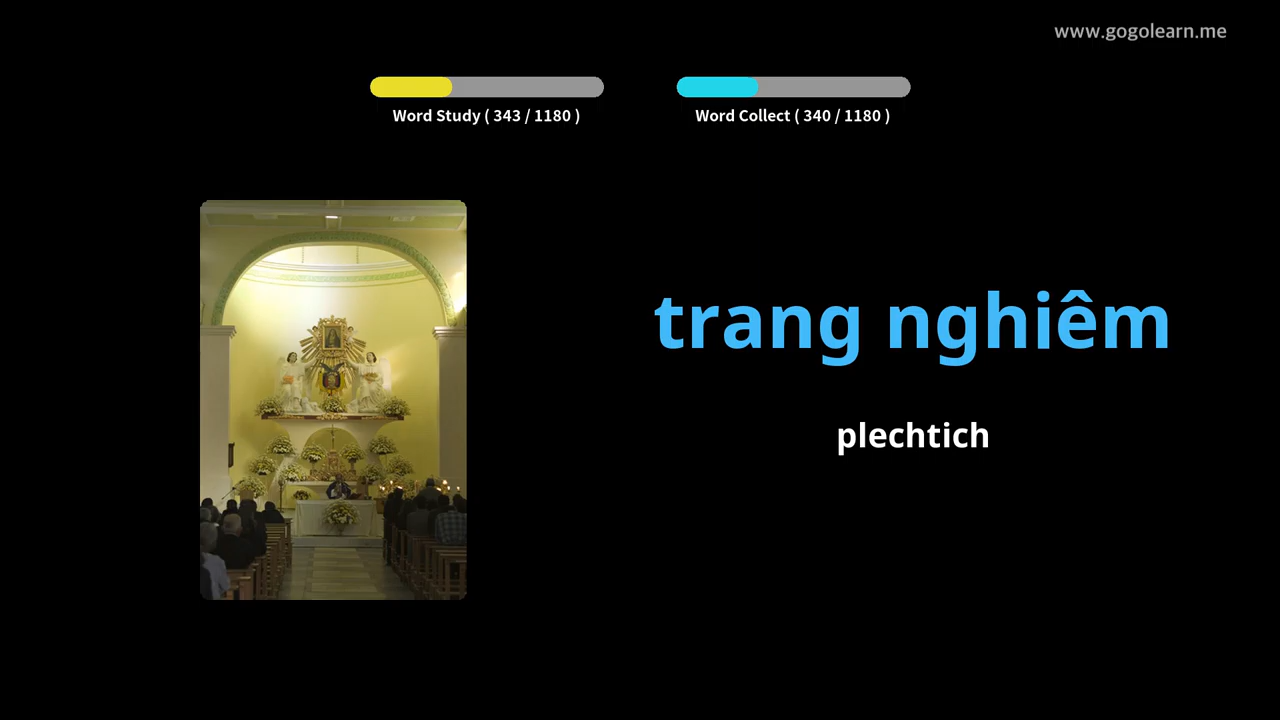 www.gogolearn.me
Word Study ( 343 / 1180 )
Word Collect ( 340 / 1180 )
trang nghiêm
plechtich